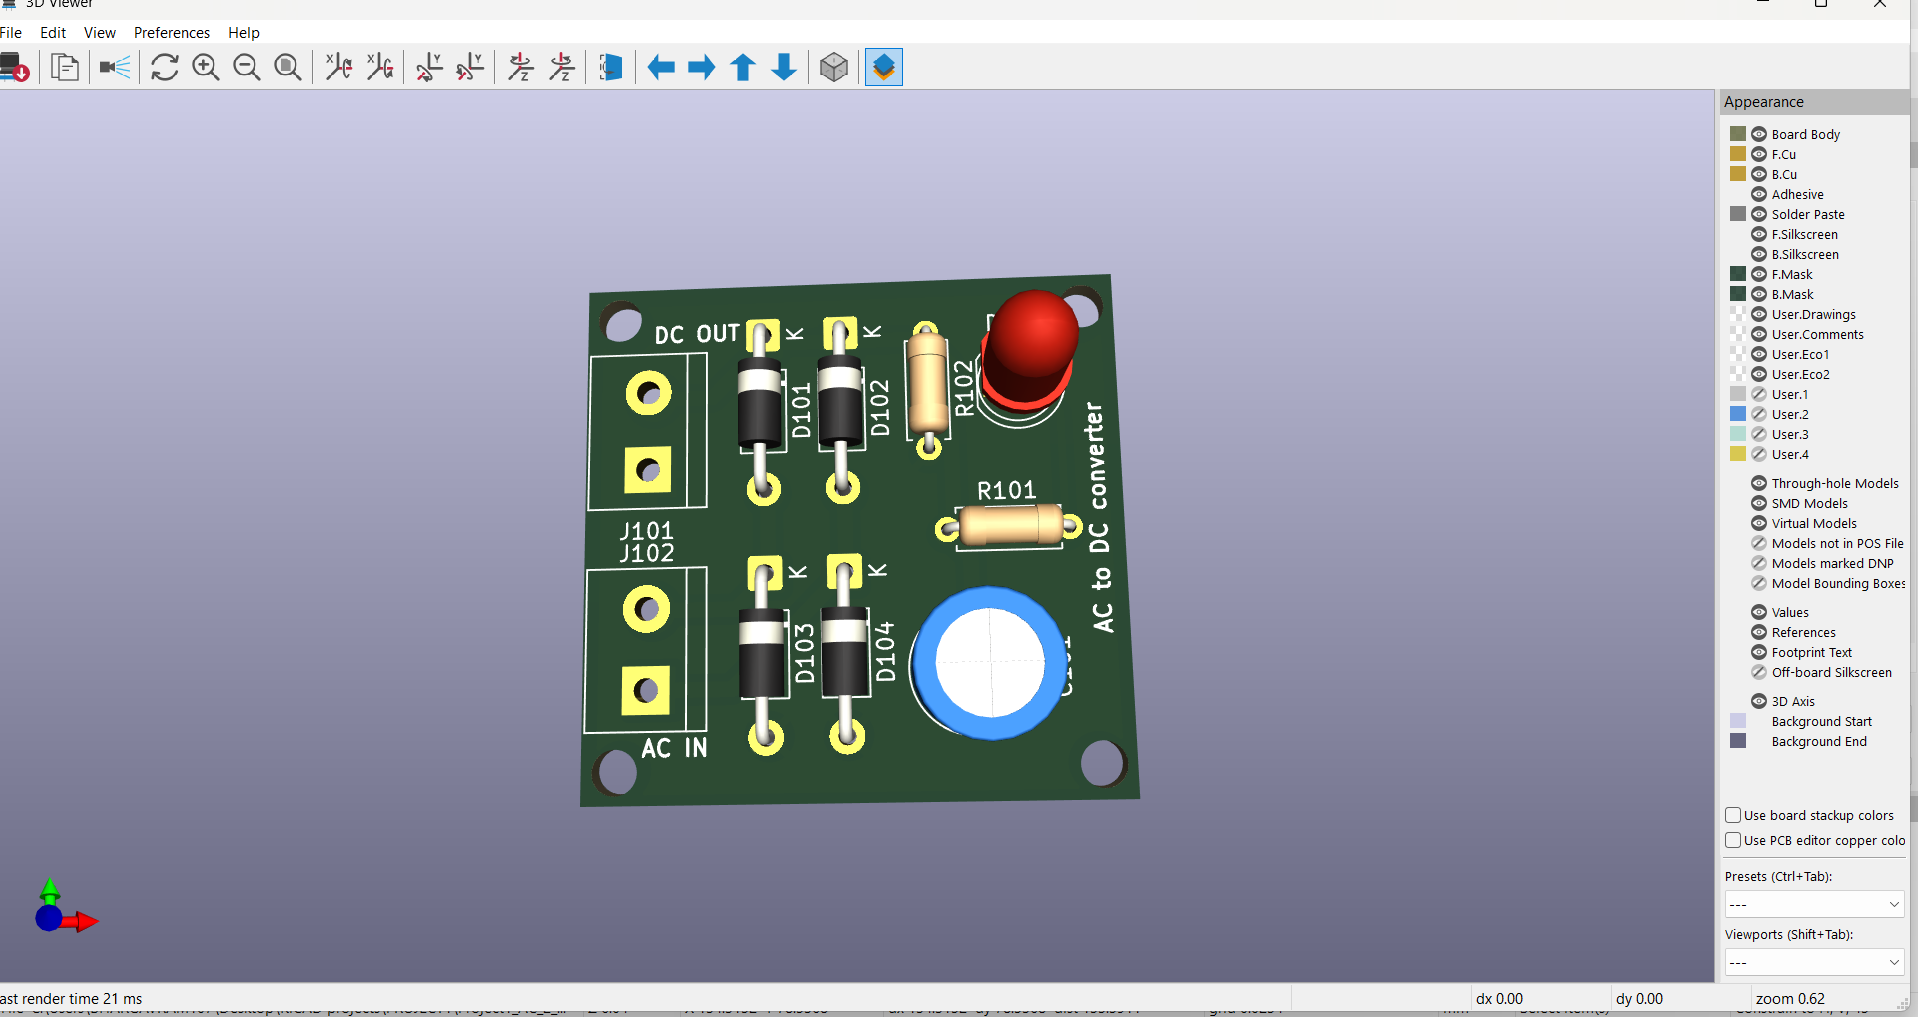 3D Viewer
File Edit View Preferences Help
Appearance
Board Body
F.Cu
B.Cu
Adhesive
Solder Paste
F.Silkscreen
B.Silkscreen
F.Mask
B.Mask
User.Drawings
User.Comments
User.Eco1
User.Eco2
User.1
User.2
User.3
User.4
Through-hole Models
SMD Models
Virtual Models
Models not in POS File
Models marked DNP
Model Bounding Boxes
Values
References
Footprint Text
Off-board Silkscreen
3D Axis
Background Start
Background End
Use board stackup colors
Use PCB editor copper colo
Presets (Ctrl+Tab):
---
Viewports (Shift+Tab):
---
DC OUT
K
K
D101
D102
R102
J101
J102
R101
AC to DC converter
K
K
D103
D104
AC IN
ast render time 21 ms
dx 0.00
dy 0.00
zoom 0.62